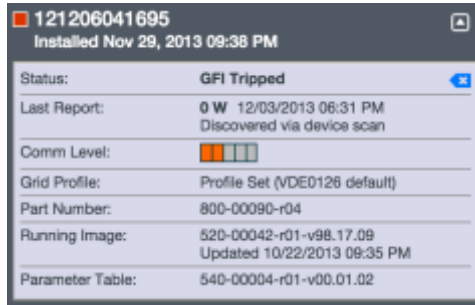 121206041695
Installed Nov 29, 2013 09:38 PM
Status: GFI Tripped
Last Report: 0 W 12/03/2013 06:31 PM
Discovered via device scan
Comm Level:
Grid Profile: Profile Set (VDE0126 default)
Part Number: 800-00090-r04
Running Image: 520-00042-r01-v98.17.09
Updated 10/22/2013 09:35 PM
Parameter Table: 540-00004-r01-v00.01.02